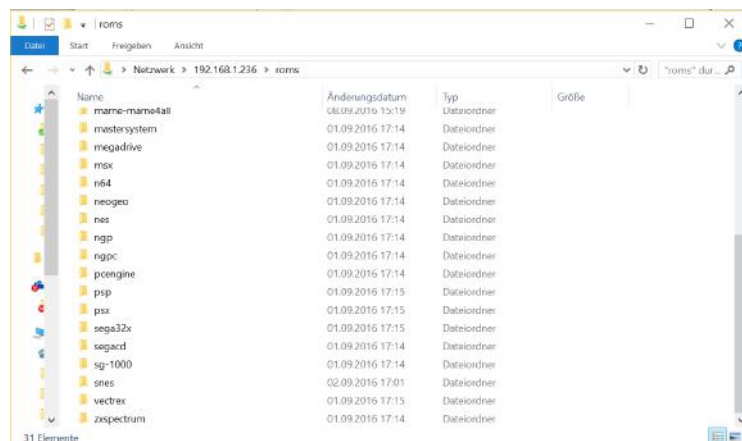 roms
Datei Start Freigeben Ansicht
Netzwerk > 192.168.1.236 > roms "roms" dur...
Name Änderungsdatum Typ Größe
mame-mame4all 08.09.2016 15:19 Dateiordner
mastersystem 01.09.2016 17:14 Dateiordner
megadrive 01.09.2016 17:14 Dateiordner
msx 01.09.2016 17:14 Dateiordner
n64 01.09.2016 17:14 Dateiordner
neogeo 01.09.2016 17:14 Dateiordner
nes 01.09.2016 17:14 Dateiordner
ngp 01.09.2016 17:14 Dateiordner
ngpc 01.09.2016 17:14 Dateiordner
pcengine 01.09.2016 17:14 Dateiordner
psp 01.09.2016 17:15 Dateiordner
psx 01.09.2016 17:15 Dateiordner
sega32x 01.09.2016 17:15 Dateiordner
segacd 01.09.2016 17:14 Dateiordner
sg-1000 01.09.2016 17:14 Dateiordner
snes 02.09.2016 17:01 Dateiordner
vectrex 01.09.2016 17:15 Dateiordner
zxspectrum 01.09.2016 17:14 Dateiordner
31 Elemente